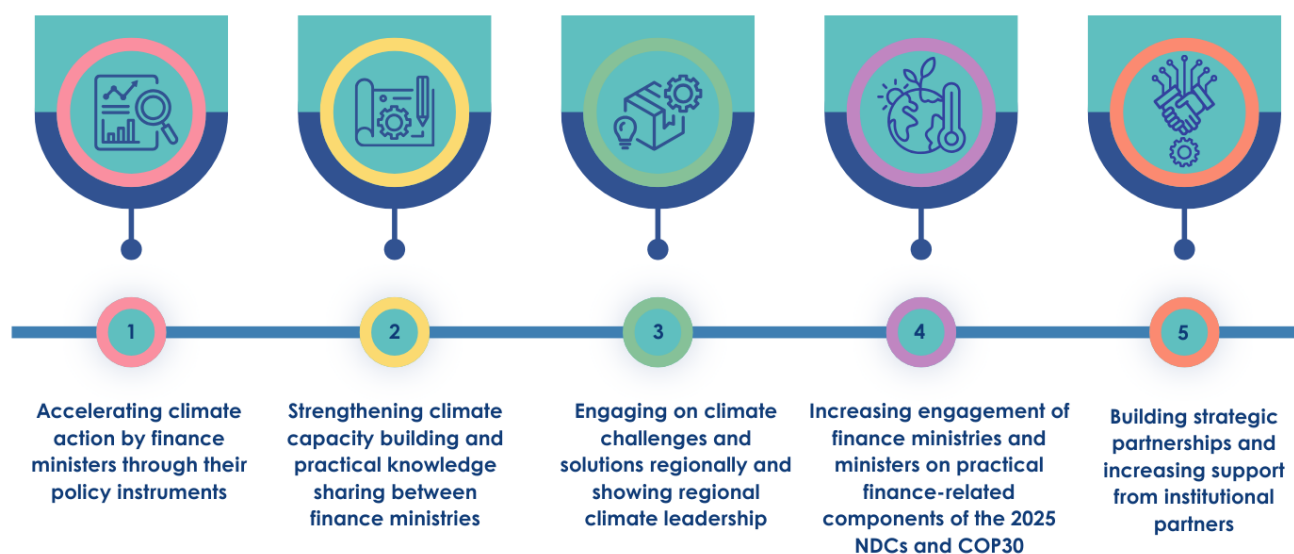 1
Accelerating climate
action by finance
ministers through their
policy instruments
2
Strengthening climate
capacity building and
practical knowledge
sharing between
finance ministries
3
Engaging on climate
challenges and
solutions regionally and
showing regional
climate leadership
4
Increasing engagement of
finance ministries and
ministers on practical
finance-related
components of the 2025
NDCs and COP30
5
Building strategic
partnerships and
increasing support
from institutional
partners